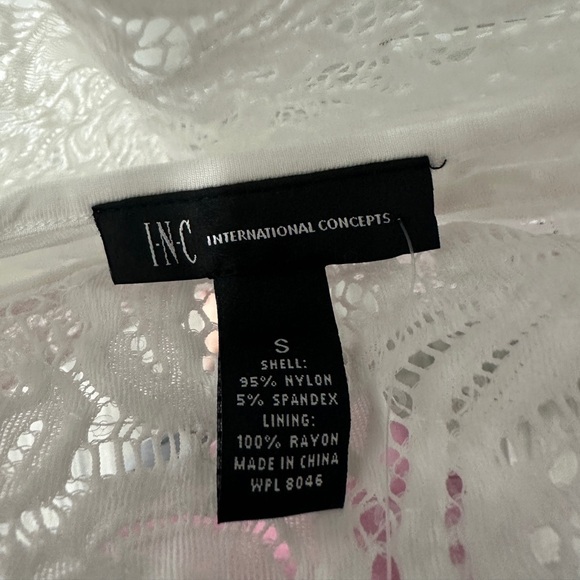 I·N·C INTERNATIONAL CONCEPTS
S
SHELL:
95% NYLON
5% SPANDEX
LINING:
100% RAYON
MADE IN CHINA
WPL 8046